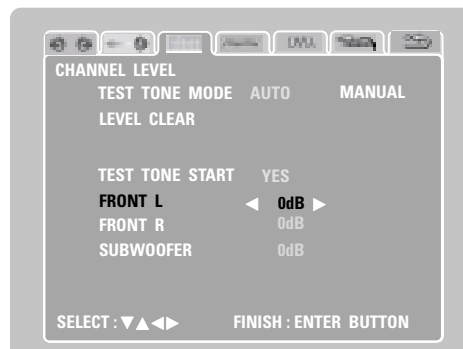 CHANNEL LEVEL
TEST TONE MODE AUTO MANUAL
LEVEL CLEAR
TEST TONE START YES
FRONT L ◀ 0dB ▶
FRONT R 0dB
SUBWOOFER 0dB
SELECT : ▼▲◀▶ FINISH : ENTER BUTTON